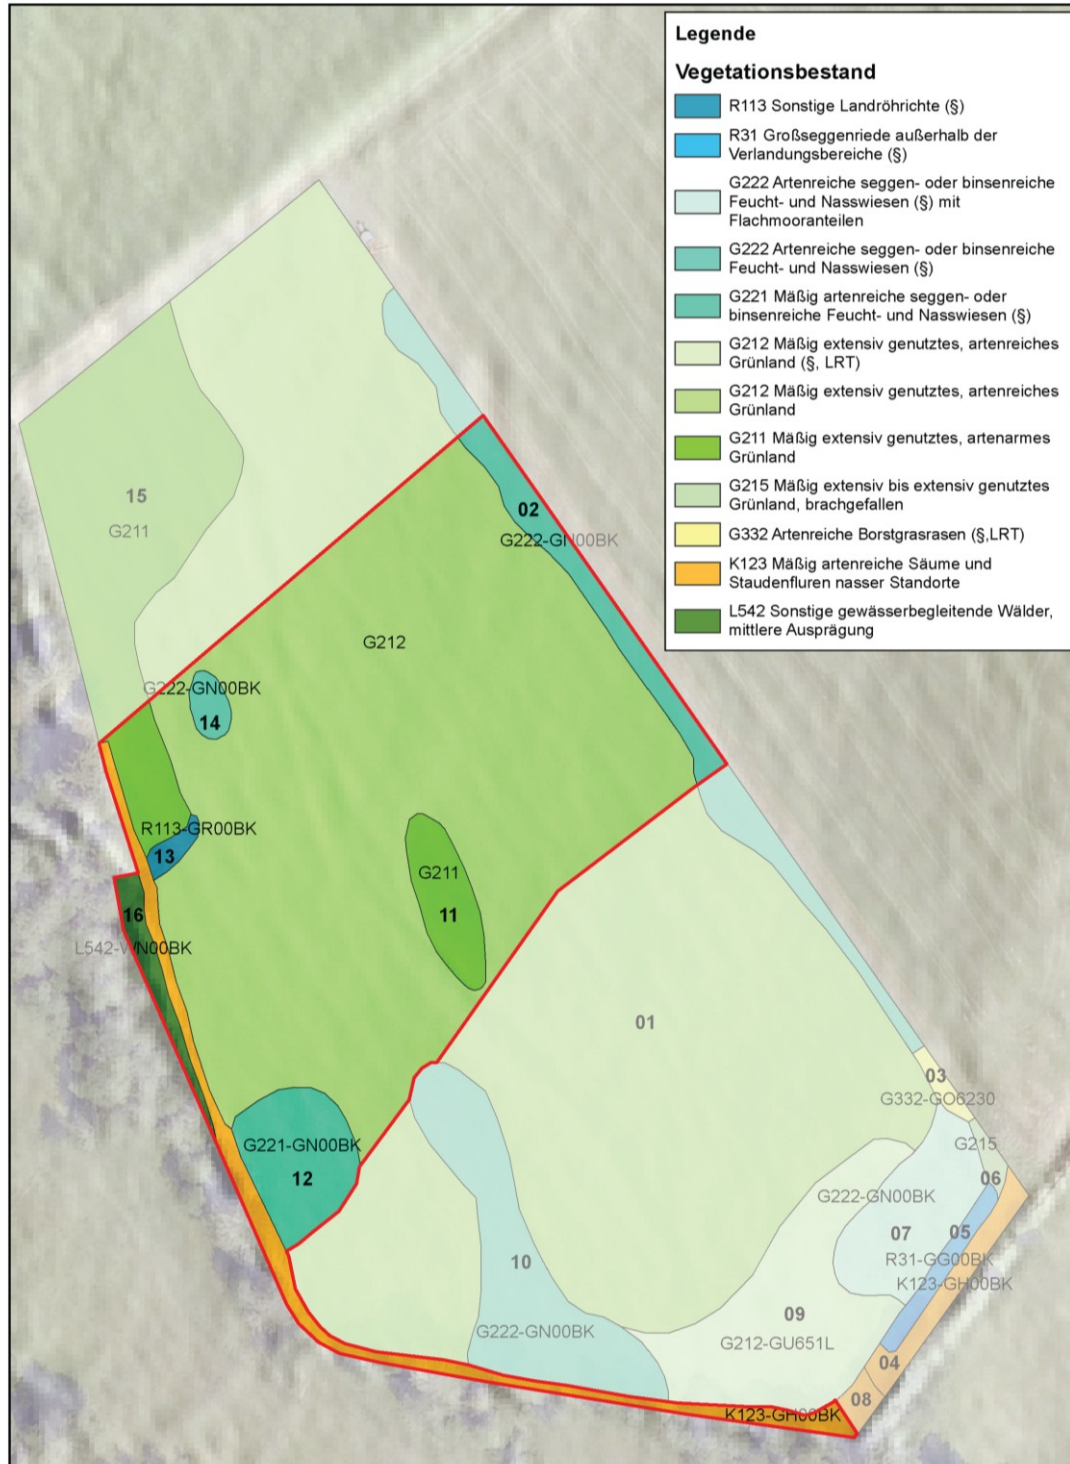 Legende
Vegetationsbestand
R113 Sonstige Landröhrichte (§)
R31 Großseggenriede außerhalb der
Verlandungsbereiche (§)
G222 Artenreiche seggen- oder binsenreiche
Feucht- und Nasswiesen (§) mit
Flachmooranteilen
G222 Artenreiche seggen- oder binsenreiche
Feucht- und Nasswiesen (§)
G221 Mäßig artenreiche seggen- oder
binsenreiche Feucht- und Nasswiesen (§)
G212 Mäßig extensiv genutztes, artenreiches
Grünland (§, LRT)
G212 Mäßig extensiv genutztes, artenreiches
Grünland
G211 Mäßig extensiv genutztes, artenarmes
Grünland
G215 Mäßig extensiv bis extensiv genutztes
Grünland, brachgefallen
G332 Artenreiche Borstgrasrasen (§,LRT)
K123 Mäßig artenreiche Säume und
Staudenfluren nasser Standorte
L542 Sonstige gewässerbegleitende Wälder,
mittlere Ausprägung
15
G211
02
G222-GN00BK
G212
G222-GN00BK
14
R113-GR00BK
13
G211
11
16
L542-WN00BK
01
03
G332-GO6230
G215
06
G221-GN00BK
12
G222-GN00BK
07
05
R31-GG00BK
K123-GH00BK
10
09
G222-GN00BK
G212-GU651L
04
08
K123-GH00BK